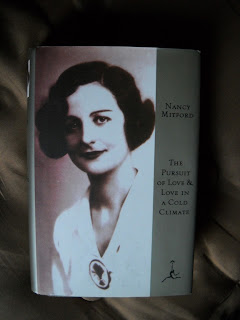 NANCY
MITFORD
THE
PURSUIT
OF LOVE &
LOVE IN
A COLD
CLIMATE